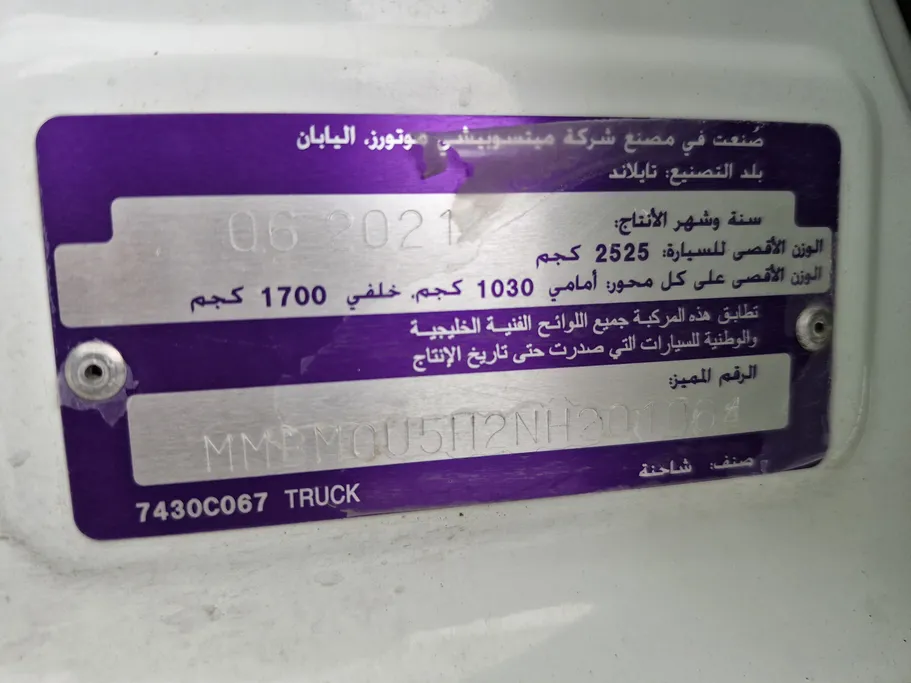 صُنعت في مصنع شركة ميتسوبيشي موتورز، اليابان
بلد التصنيع: تايلاند
سنة وشهر الأنتاج: 06 2021
الوزن الأقصى للسيارة: 2525 كجم
الوزن الأقصى على كل محور: أمامي 1030 كجم، خلفي 1700 كجم
تطابق هذه المركبة جميع اللوائح الفنية الخليجية
والوطنية للسيارات التي صدرت حتى تاريخ الإنتاج
الرقم المميز:
صنف: شاحنة
7430C067 TRUCK